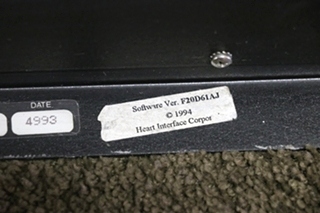 DATE
4993
Software Ver. F20D61AJ
© 1994
Heart Interface Corpor